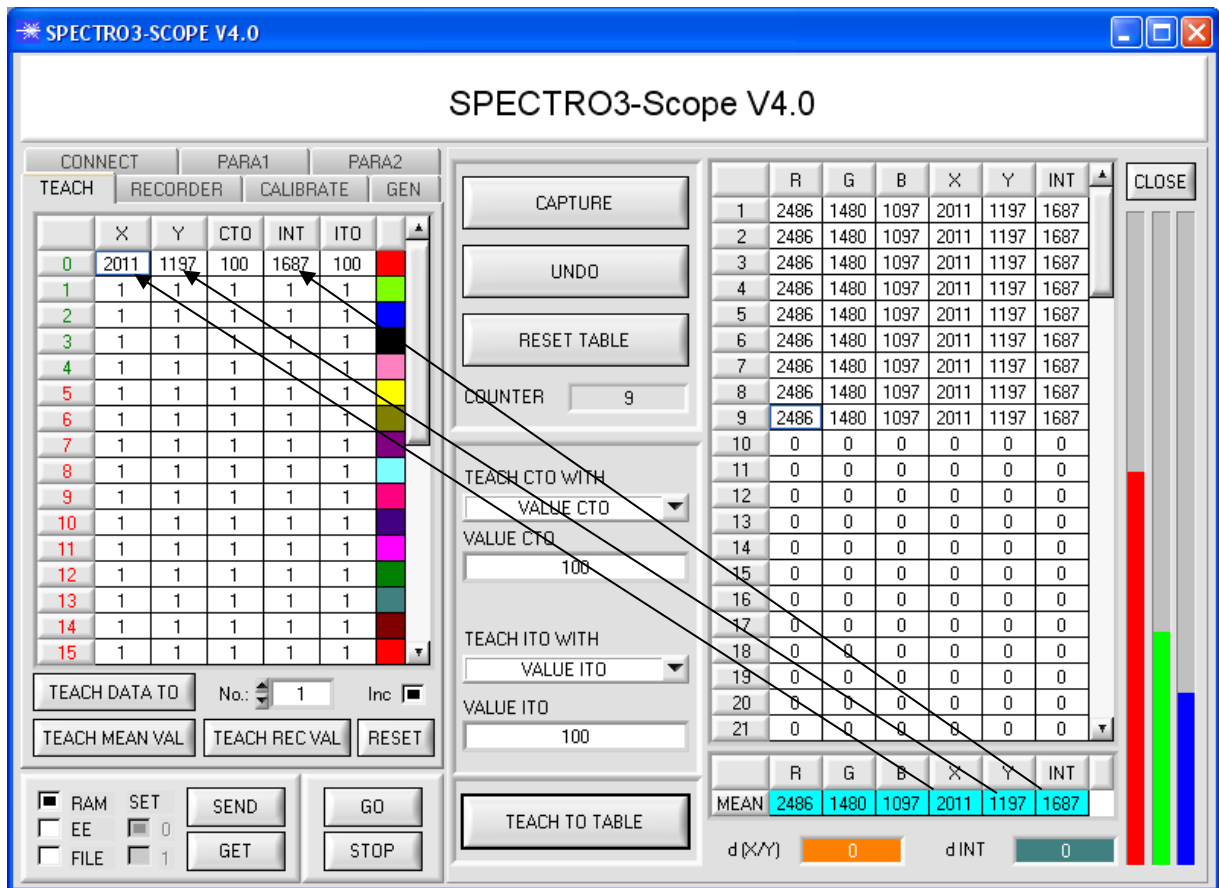 SPECTRO3-SCOPE V4.0
SPECTRO3-Scope V4.0
CONNECT PARA1 PARA2
TEACH RECORDER CALIBRATE GEN
X Y CTO INT ITO
0 2011 1197 100 1687 100
1 1 1 1 1 1
2 1 1 1 1 1
3 1 1 1 1 1
4 1 1 1 1 1
5 1 1 1 1 1
6 1 1 1 1 1
7 1 1 1 1 1
8 1 1 1 1 1
9 1 1 1 1 1
10 1 1 1 1 1
11 1 1 1 1 1
12 1 1 1 1 1
13 1 1 1 1 1
14 1 1 1 1 1
15 1 1 1 1 1
TEACH DATA TO No.: 1 Inc
TEACH MEAN VAL TEACH REC VAL RESET
RAM SET SEND GO
EE 0
FILE 1 GET STOP
CAPTURE
UNDO
RESET TABLE
COUNTER 9
TEACH CTO WITH
VALUE CTO
VALUE CTO
100
TEACH ITO WITH
VALUE ITO
VALUE ITO
100
TEACH TO TABLE
R G B X Y INT
1 2486 1480 1097 2011 1197 1687
2 2486 1480 1097 2011 1197 1687
3 2486 1480 1097 2011 1197 1687
4 2486 1480 1097 2011 1197 1687
5 2486 1480 1097 2011 1197 1687
6 2486 1480 1097 2011 1197 1687
7 2486 1480 1097 2011 1197 1687
8 2486 1480 1097 2011 1197 1687
9 2486 1480 1097 2011 1197 1687
10 0 0 0 0 0 0
11 0 0 0 0 0 0
12 0 0 0 0 0 0
13 0 0 0 0 0 0
14 0 0 0 0 0 0
15 0 0 0 0 0 0
16 0 0 0 0 0 0
17 0 0 0 0 0 0
18 0 0 0 0 0 0
19 0 0 0 0 0 0
20 0 0 0 0 0 0
21 0 0 0 0 0 0
R G B X Y INT
MEAN 2486 1480 1097 2011 1197 1687
d (X/Y) 0 d INT 0
CLOSE